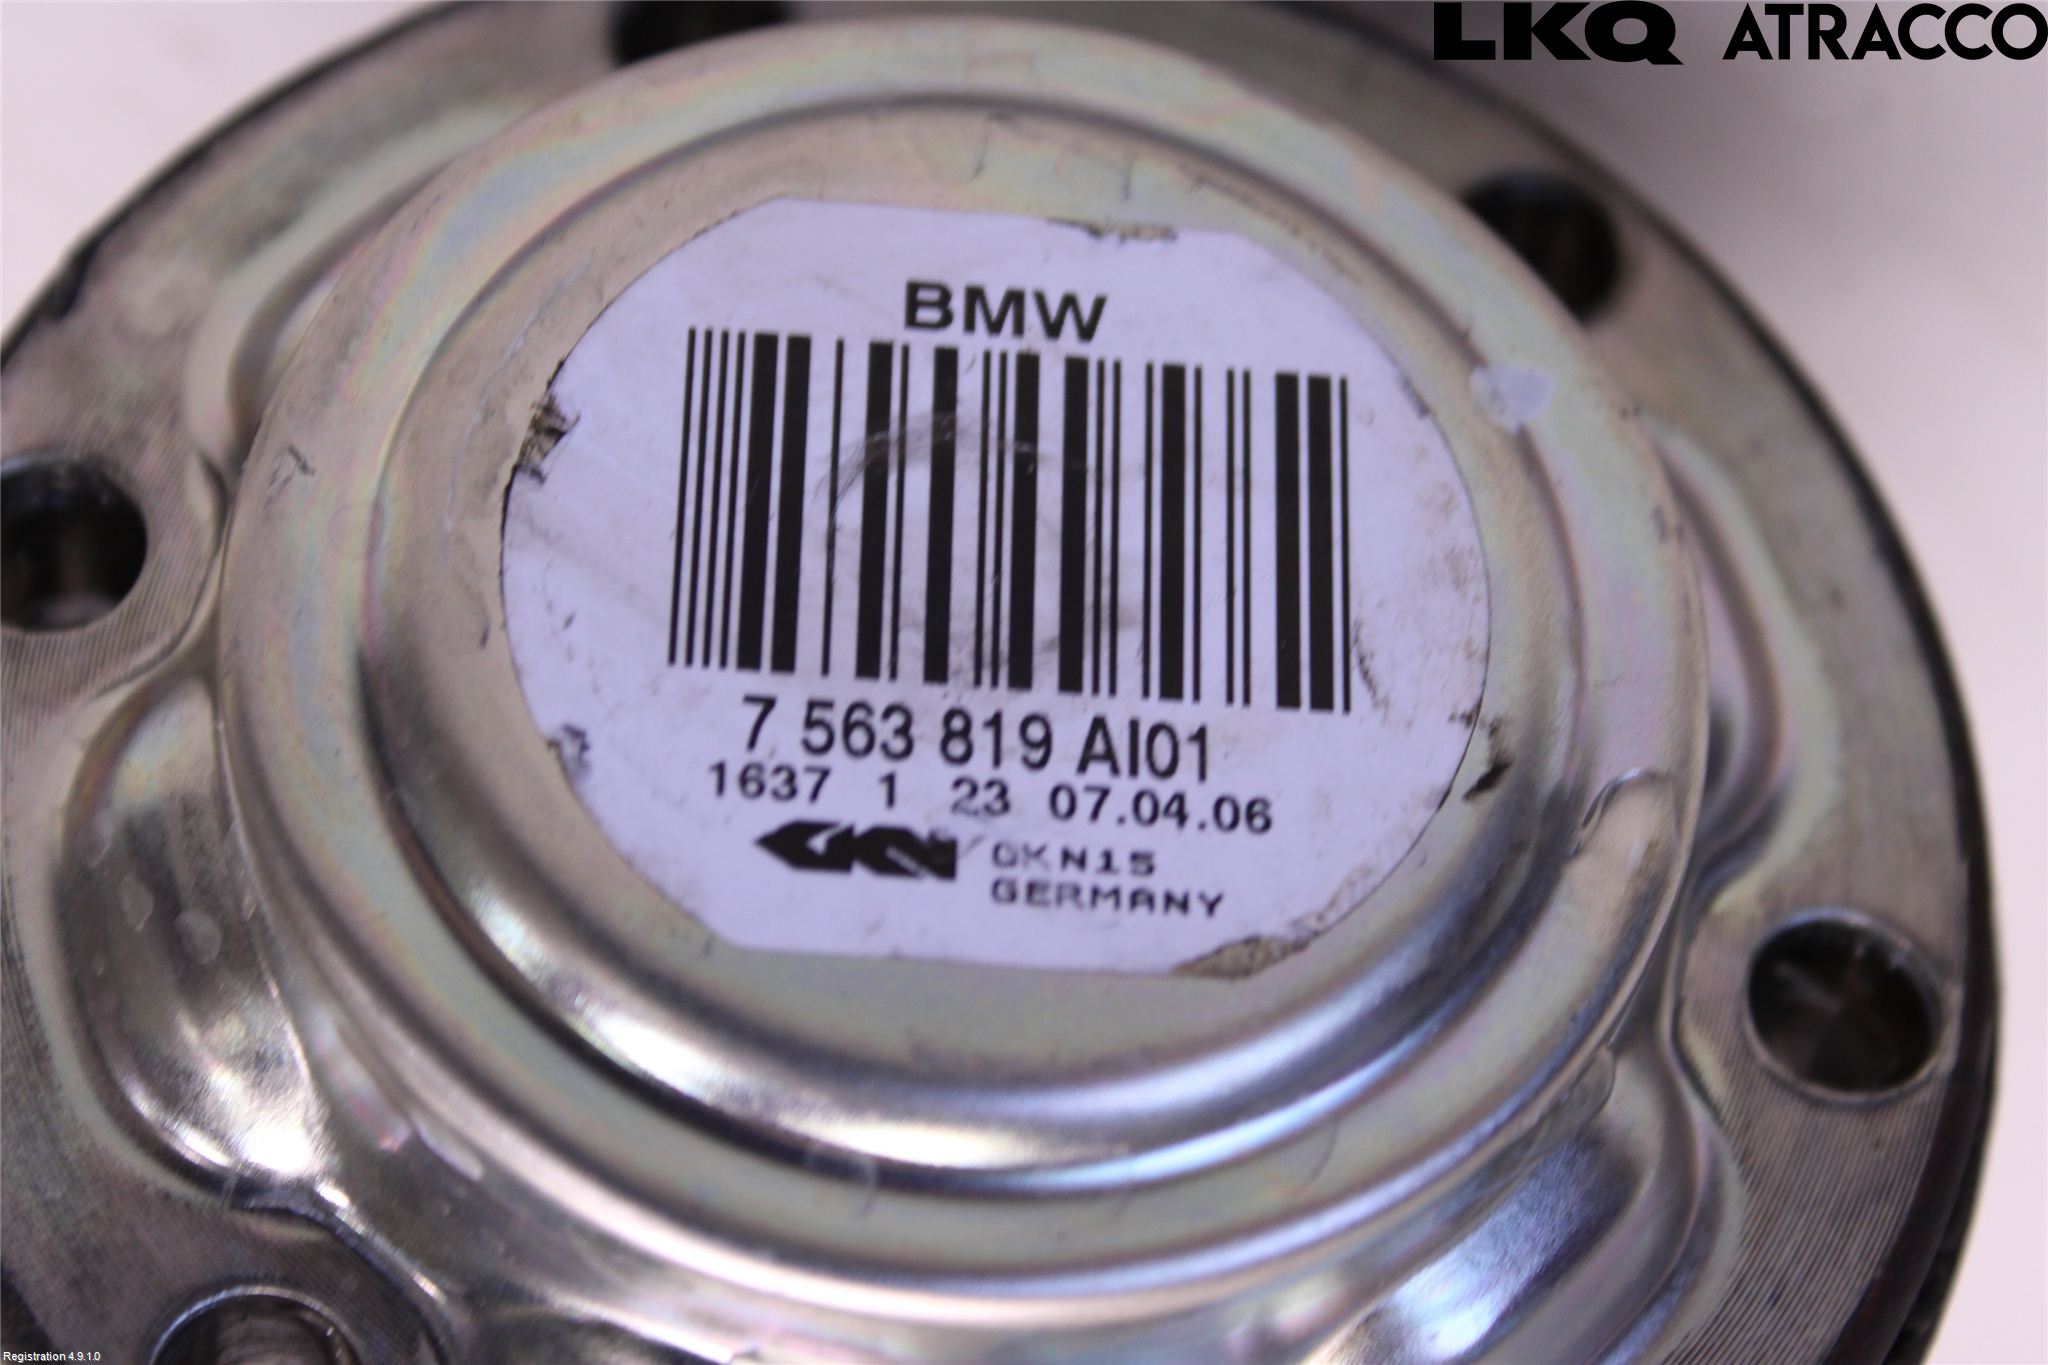 LKQ ATRACCO
BMW
7 563 819 AI01
1637 1 23 07.04.06
GKN GKN15
GERMANY
Registration 4.9.1.0